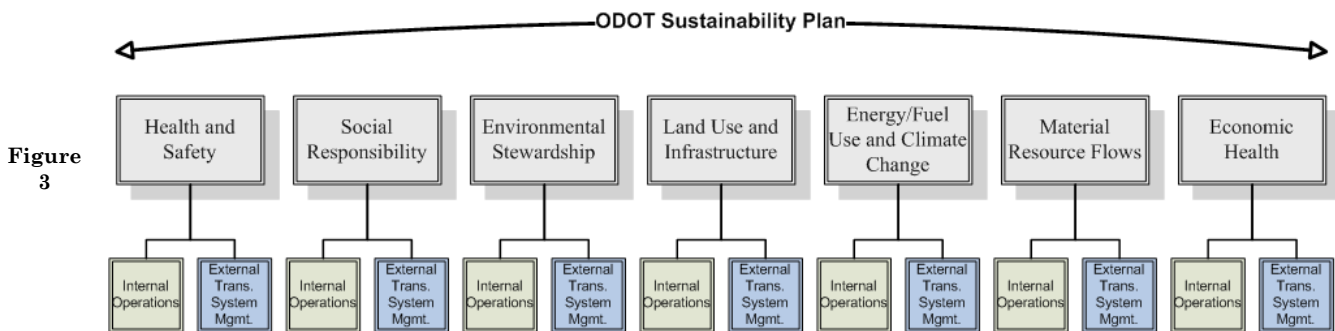 ODOT Sustainability Plan
Figure
3
Health and
Safety
Social
Responsibility
Environmental
Stewardship
Land Use and
Infrastructure
Energy/Fuel
Use and Climate
Change
Material
Resource Flows
Economic
Health
Internal
Operations
External
Trans.
System
Mgmt.
Internal
Operations
External
Trans.
System
Mgmt.
Internal
Operations
External
Trans.
System
Mgmt.
Internal
Operations
External
Trans.
System
Mgmt.
Internal
Operations
External
Trans.
System
Mgmt.
Internal
Operations
External
Trans.
System
Mgmt.
Internal
Operations
External
Trans.
System
Mgmt.